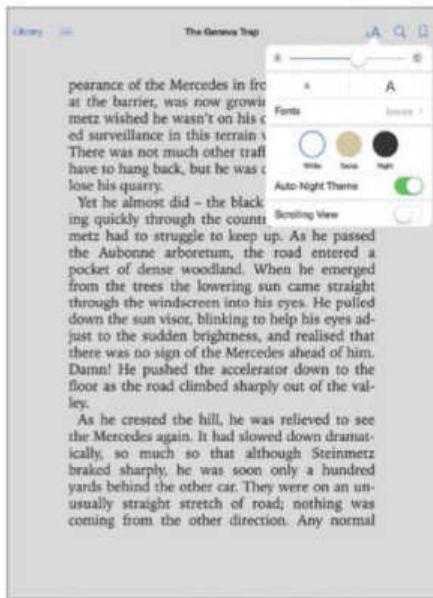 Library
The Geneva Trap
AA
A
A
Fonts
White
Sepia
Night
Auto-Night Theme
Scrolling View
pearance of the Mercedes in fro
at the barrier, was now growin
metz wished he wasn't on his
ed surveillance in this terrain
There was not much other traff
have to hang back, but he was
lose his quarry.
Yet he almost did – the black
ing quickly through the count
metz had to struggle to keep up. As he passed
the Aubonne arboretum, the road entered a
pocket of dense woodland. When he emerged
from the trees the lowering sun came straight
through the windscreen into his eyes. He pulled
down the sun visor, blinking to help his eyes ad-
just to the sudden brightness, and realised that
there was no sign of the Mercedes ahead of him.
Damn! He pushed the accelerator down to the
floor as the road climbed sharply out of the val-
ley.
As he crested the hill, he was relieved to see
the Mercedes again. It had slowed down dramat-
ically, so much so that although Steinmetz
braked sharply, he was soon only a hundred
yards behind the other car. They were on an un-
usually straight stretch of road; nothing was
coming from the other direction. Any normal